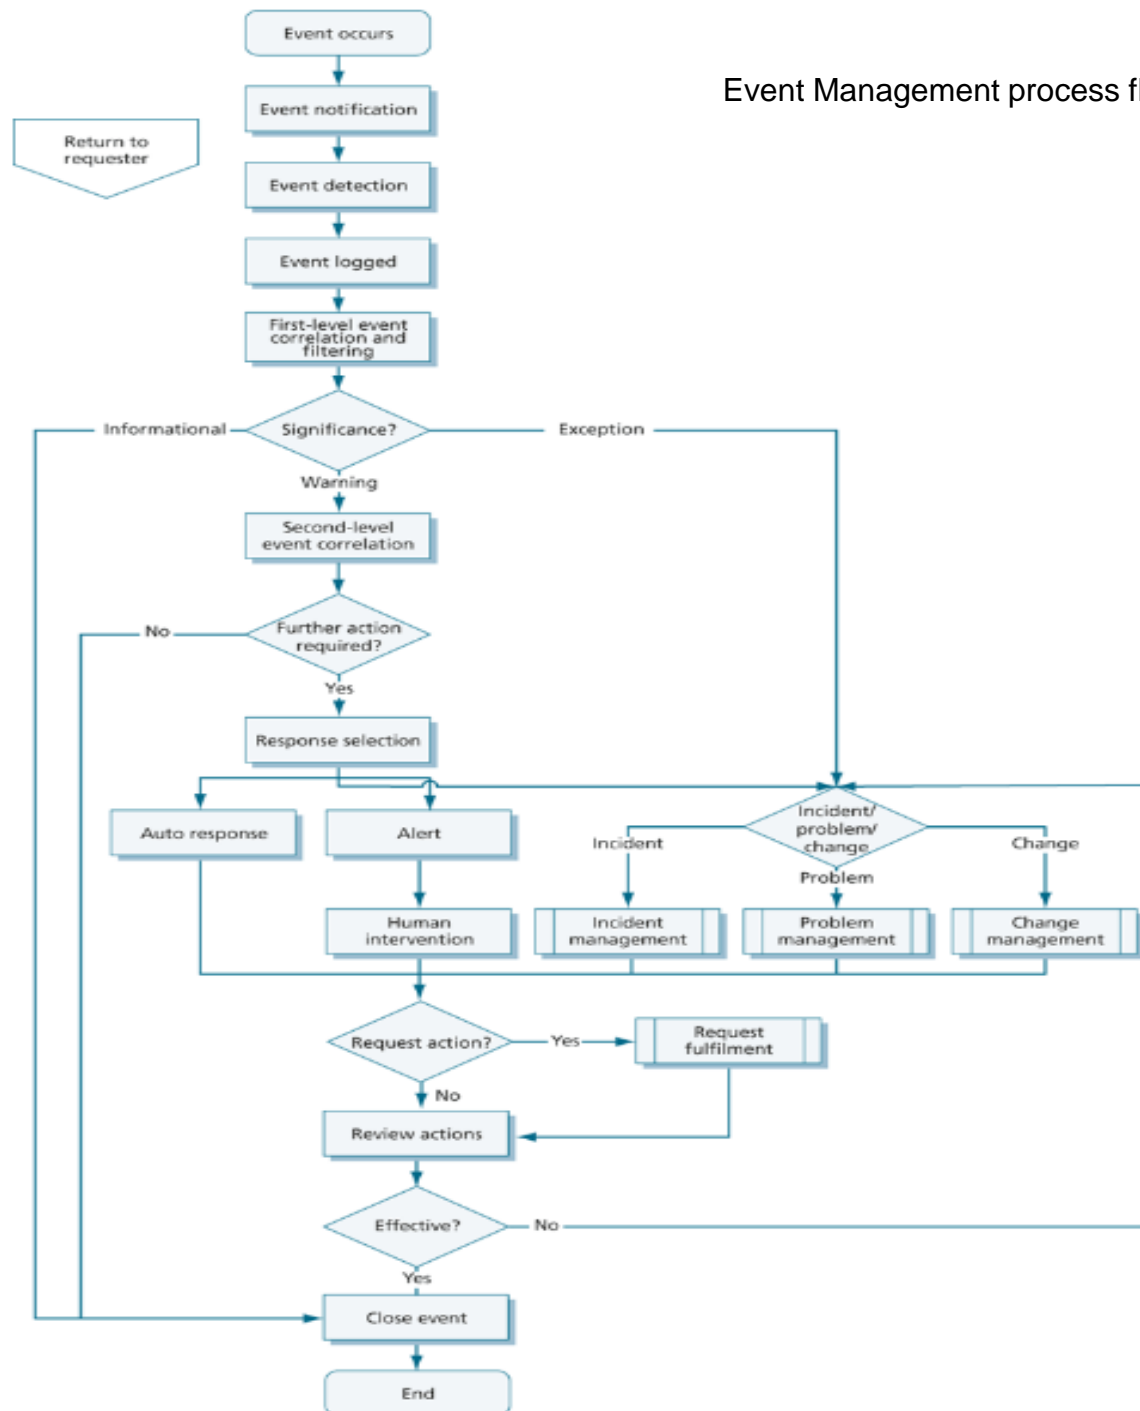 Event occurs
Event Management process fl
Event notification
Return to
requester
Event detection
Event logged
First-level event
correlation and
filtering
Informational
Significance?
Exception
Warning
Second-level
event correlation
No
Further action
required?
Yes
Response selection
Auto response
Alert
Incident
Incident/
problem/
change
Change
Problem
Human
intervention
Incident
management
Problem
management
Change
management
Request action?
Yes
Request
fulfilment
No
Review actions
Effective?
No
Yes
Close event
End